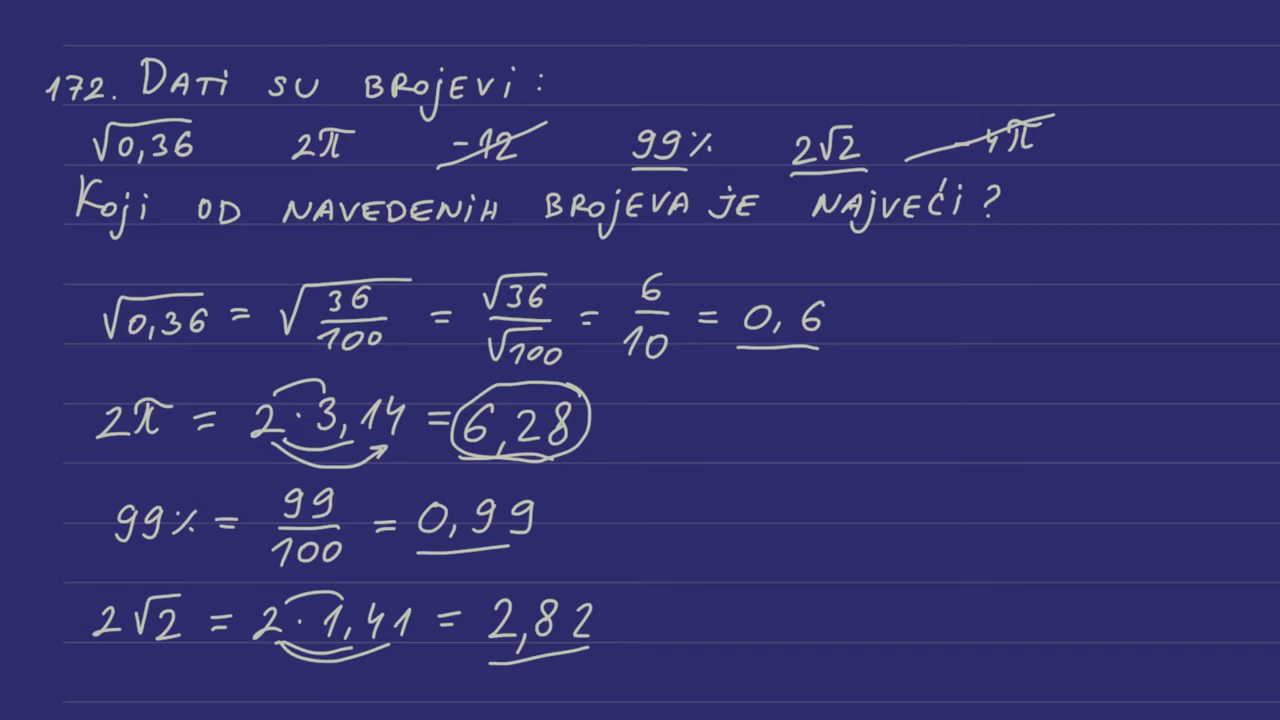 172. DATI SU BROJEVI:
√0,36 2π -12 99% 2√2 -4π
KOJI OD NAVEDENIH BROJEVA JE NAJVEĆI?
√0,36 = √36/100 = √36/√100 = 6/10 = 0,6
2π = 2·3,14 = 6,28
99% = 99/100 = 0,99
2√2 = 2·1,41 = 2,82